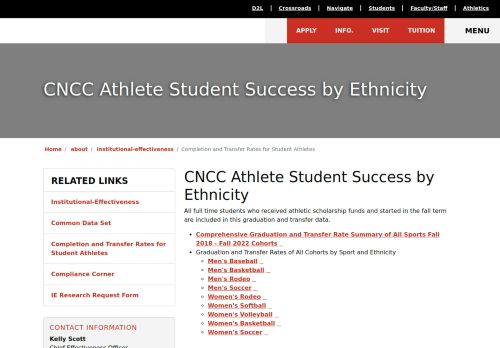 D2L | Crossroads | Navigate | Students | Faculty/Staff | Athletics
APPLY INFO. VISIT TUITION MENU
CNCC Athlete Student Success by Ethnicity
Home / about / institutional-effectiveness / Completion and Transfer Rates for Student Athletes
RELATED LINKS
Institutional-Effectiveness
Common Data Set
Completion and Transfer Rates for
Student Athletes
Compliance Corner
IE Research Request Form
CONTACT INFORMATION
Kelly Scott
Chief Effectiveness Officer
CNCC Athlete Student Success by
Ethnicity
All full time students who received athletic scholarship funds and started in the fall term
are included in this graduation and transfer data.
Comprehensive Graduation and Transfer Rate Summary of All Sports Fall
2018 - Fall 2022 Cohorts
Graduation and Transfer Rates of All Cohorts by Sport and Ethnicity
Men's Baseball
Men's Basketball
Men's Rodeo
Men's Soccer
Women's Rodeo
Women's Softball
Women's Volleyball
Women's Basketball
Women's Soccer